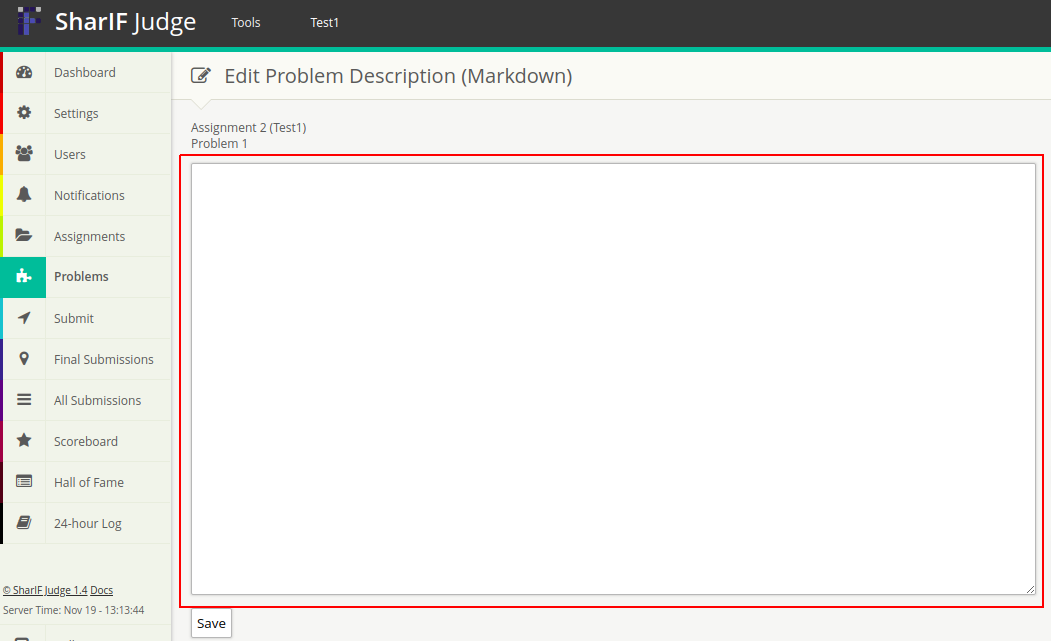 SharIF Judge
Tools
Test1
Dashboard
Settings
Users
Notifications
Assignments
Problems
Submit
Final Submissions
All Submissions
Scoreboard
Hall of Fame
24-hour Log
© SharIF Judge 1.4 Docs
Server Time: Nov 19 - 13:13:44
Edit Problem Description (Markdown)
Assignment 2 (Test1)
Problem 1
Save